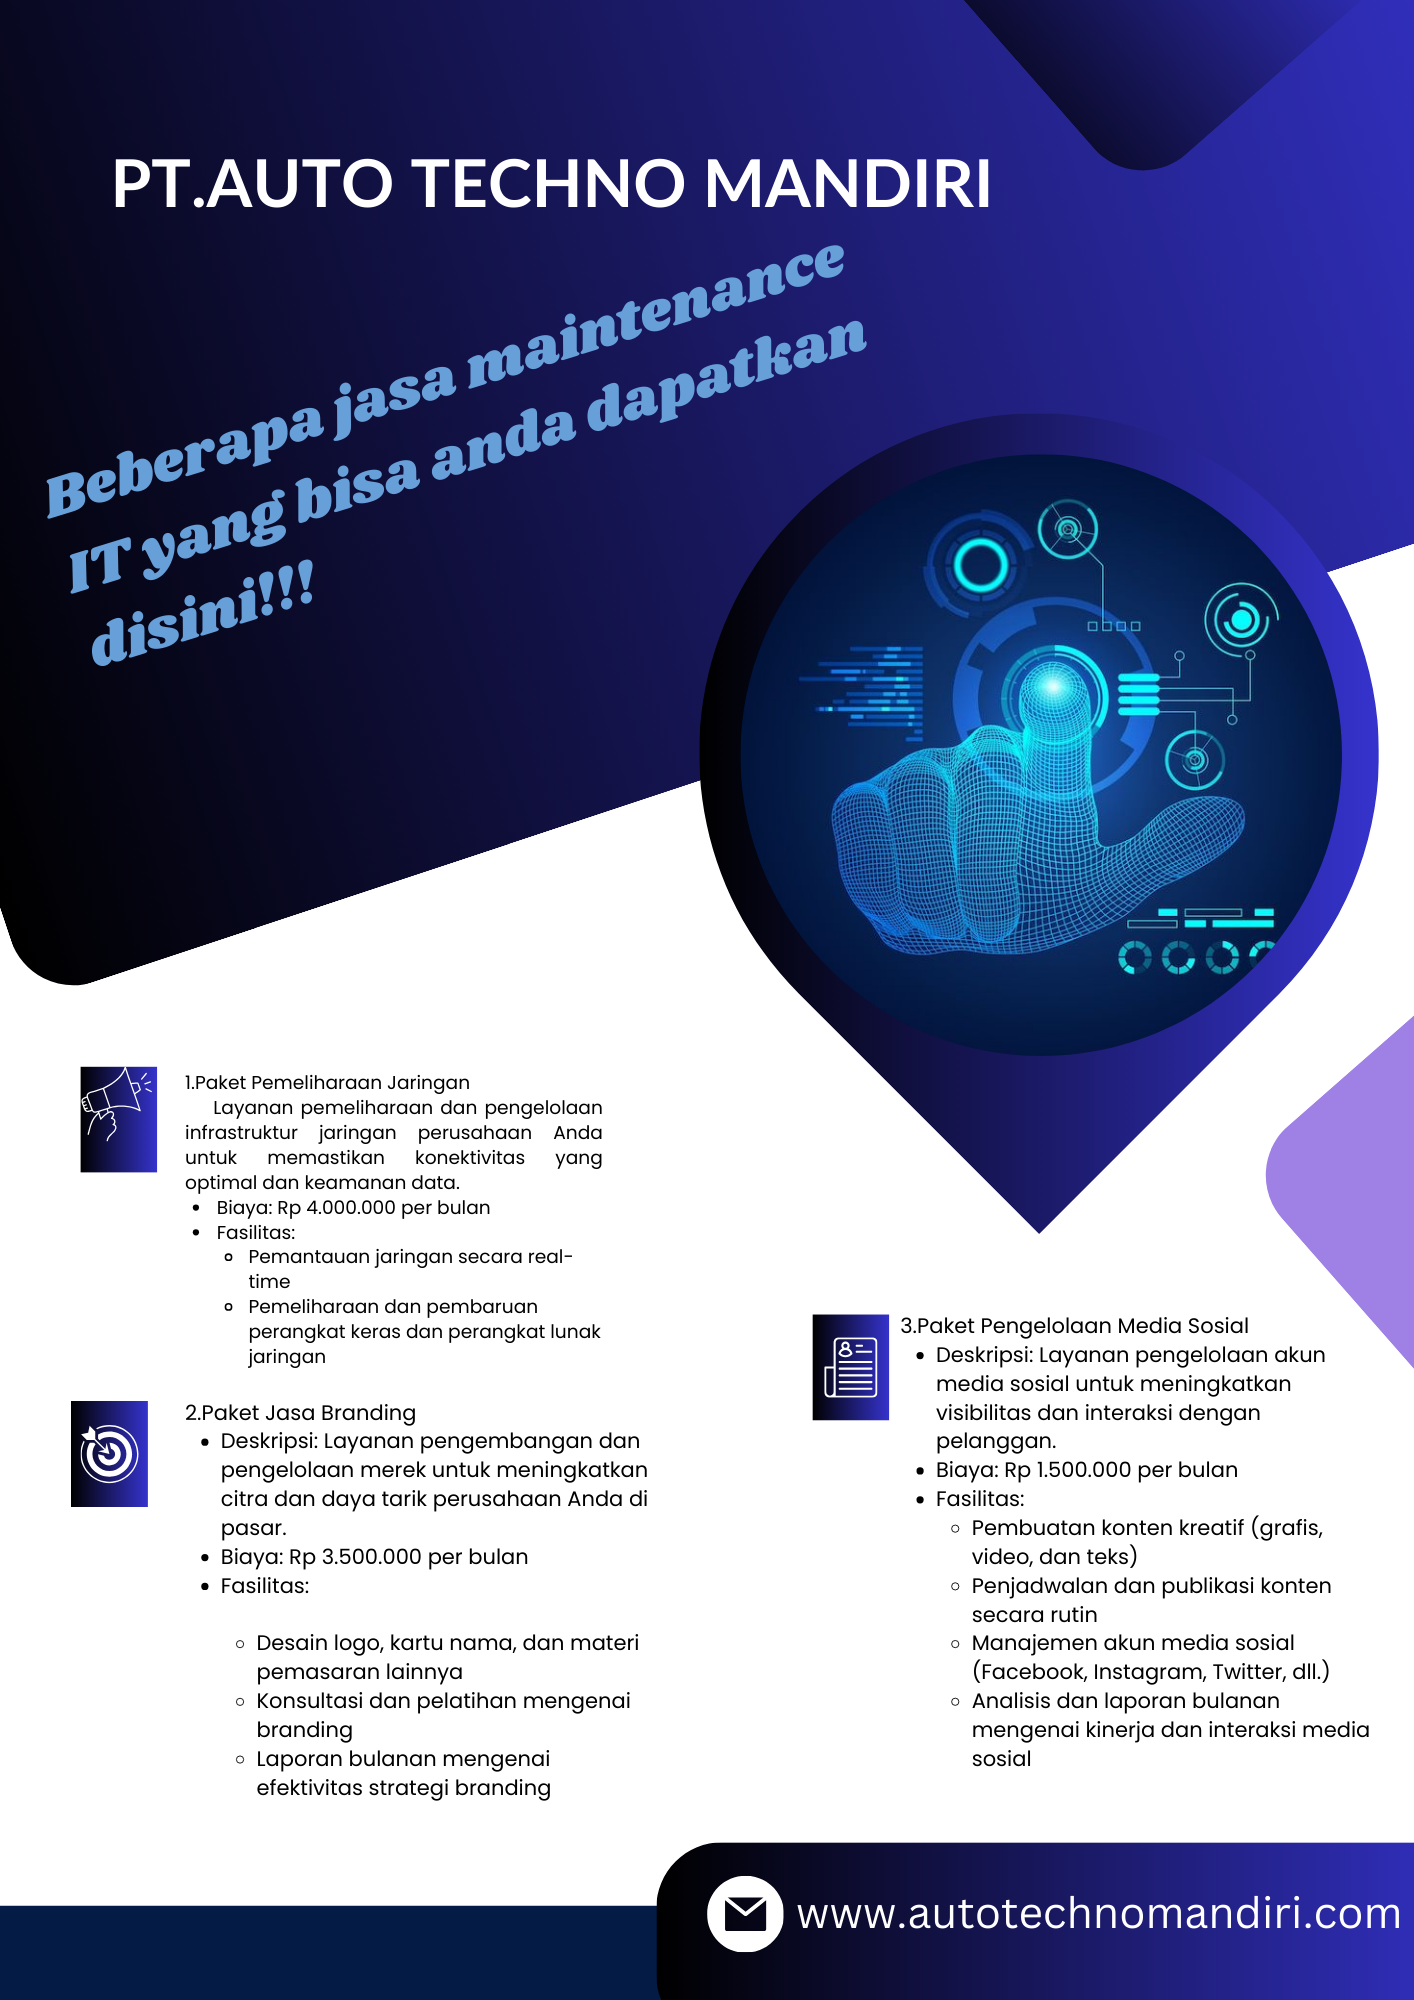 PT.AUTO TECHNO MANDIRI
Beberapa jasa maintenance
IT yang bisa anda dapatkan
disini!!!
1.Paket Pemeliharaan Jaringan
Layanan pemeliharaan dan pengelolaan
infrastruktur jaringan perusahaan Anda
untuk memastikan konektivitas yang
optimal dan keamanan data.
• Biaya: Rp 4.000.000 per bulan
• Fasilitas:
◦ Pemantauan jaringan secara real-
time
◦ Pemeliharaan dan pembaruan
perangkat keras dan perangkat lunak
jaringan
2.Paket Jasa Branding
• Deskripsi: Layanan pengembangan dan
pengelolaan merek untuk meningkatkan
citra dan daya tarik perusahaan Anda di
pasar.
• Biaya: Rp 3.500.000 per bulan
• Fasilitas:
◦ Desain logo, kartu nama, dan materi
pemasaran lainnya
◦ Konsultasi dan pelatihan mengenai
branding
◦ Laporan bulanan mengenai
efektivitas strategi branding
3.Paket Pengelolaan Media Sosial
• Deskripsi: Layanan pengelolaan akun
media sosial untuk meningkatkan
visibilitas dan interaksi dengan
pelanggan.
• Biaya: Rp 1.500.000 per bulan
• Fasilitas:
◦ Pembuatan konten kreatif (grafis,
video, dan teks)
◦ Penjadwalan dan publikasi konten
secara rutin
◦ Manajemen akun media sosial
(Facebook, Instagram, Twitter, dll.)
◦ Analisis dan laporan bulanan
mengenai kinerja dan interaksi media
sosial
www.autotechnomandiri.com